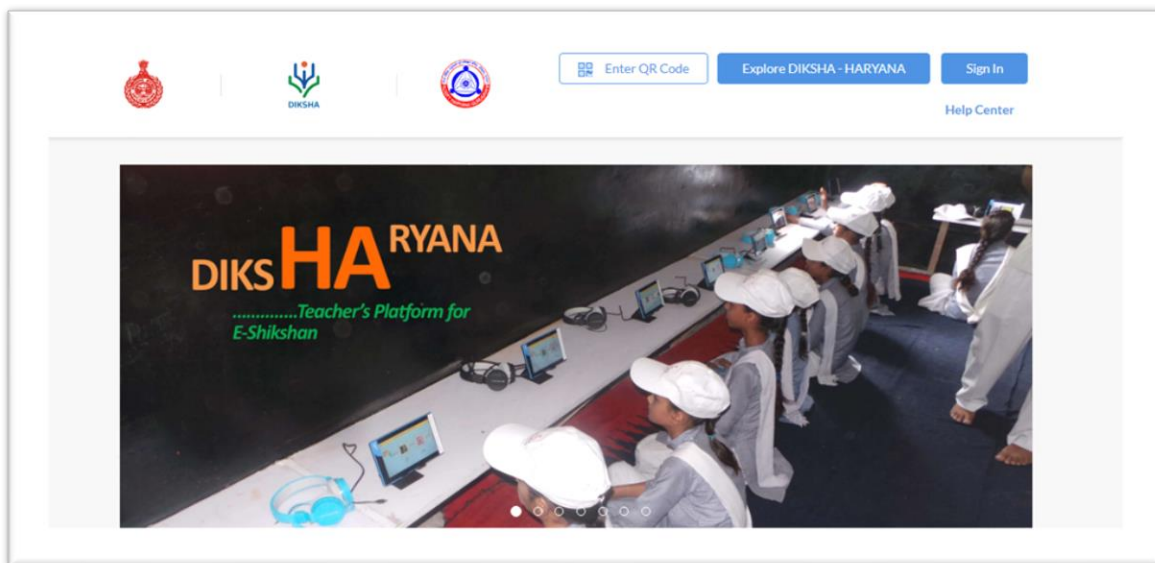 Enter QR Code
Explore DIKSHA - HARYANA
Sign In
DIKSHA
Help Center
DIKSHARYANA
..............Teacher's Platform for
E-Shikshan